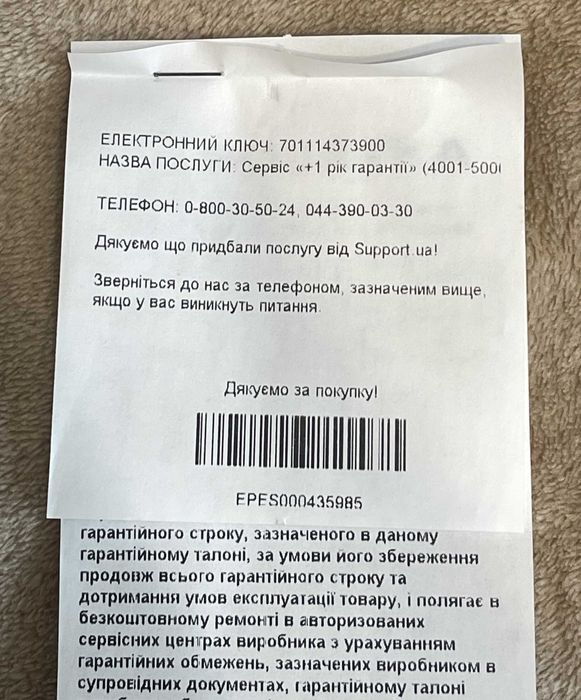 ЕЛЕКТРОННИЙ КЛЮЧ: 701114373900
НАЗВА ПОСЛУГИ: Сервіс «+1 рік гарантії» (4001-500
ТЕЛЕФОН: 0-800-30-50-24, 044-390-03-30
Дякуємо що придбали послугу від Support.ua!
Зверніться до нас за телефоном, зазначеним вище,
якщо у вас виникнуть питання.
Дякуємо за покупку!
EPES000435985
гарантійного строку, зазначеного в даному
гарантійному талоні, за умови його збереження
продовж всього гарантійного строку та
дотримання умов експлуатації товару, і полягає в
безкоштовному ремонті в авторизованих
сервісних центрах виробника з урахуванням
гарантійних обмежень, зазначених виробником в
супровідних документах, гарантійному талоні